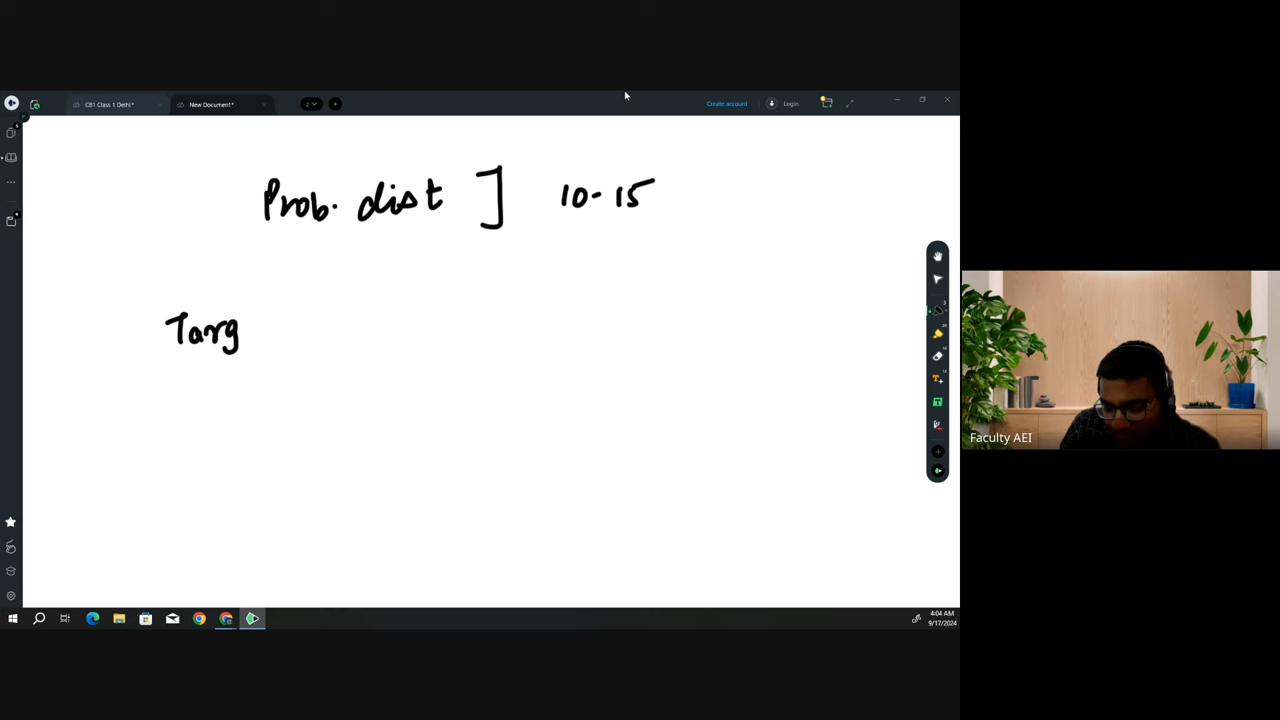 CB1 Class 1 Delhi*
New Document*
2
Create account
Login
Prob. dist ] 10-15
Targ
Faculty AEI
4:04 AM
9/17/2024